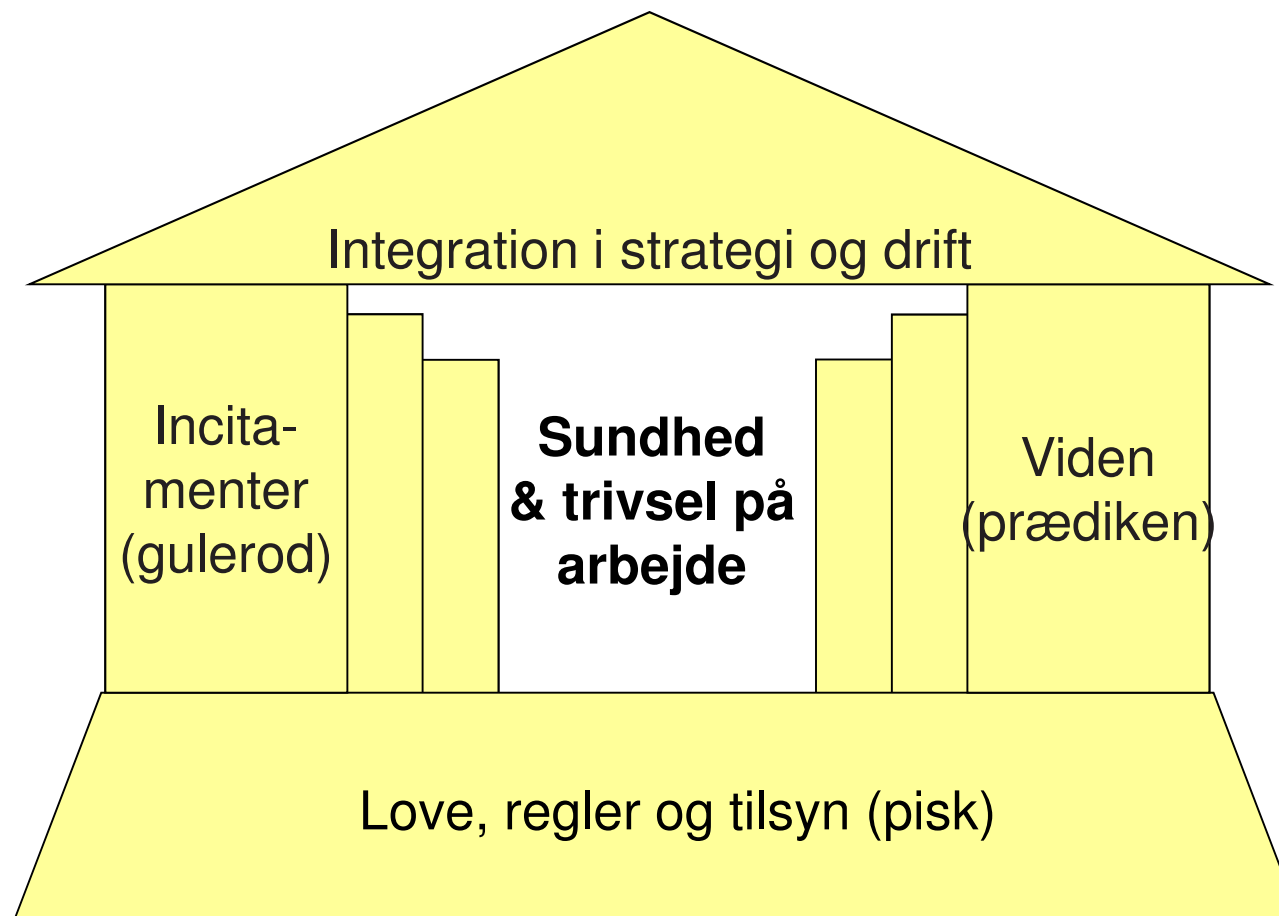 Integration i strategi og drift
Incita-
menter
(gulerod)
Sundhed
& trivsel på
arbejde
Viden
(prædiken)
Love, regler og tilsyn (pisk)